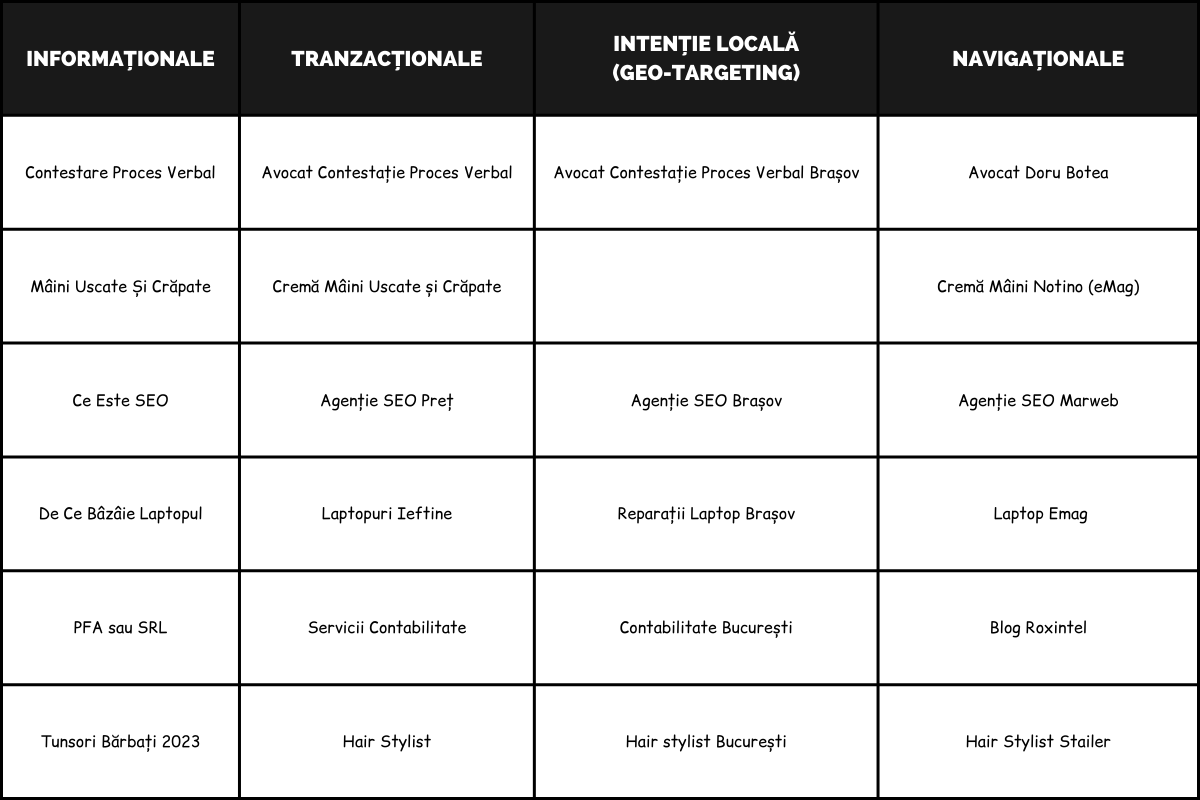 INFORMAȚIONALE
TRANZACȚIONALE
INTENȚIE LOCALĂ
(GEO-TARGETING)
NAVIGAȚIONALE
Contestare Proces Verbal
Avocat Contestație Proces Verbal
Avocat Contestație Proces Verbal Brașov
Avocat Doru Botea
Mâini Uscate Și Crăpate
Cremă Mâini Uscate și Crăpate
Cremă Mâini Notino (eMag)
Ce Este SEO
Agenție SEO Preț
Agenție SEO Brașov
Agenție SEO Marweb
De Ce Bâzâie Laptopul
Laptopuri Ieftine
Reparații Laptop Brașov
Laptop Emag
PFA sau SRL
Servicii Contabilitate
Contabilitate București
Blog Roxintel
Tunsori Bărbați 2023
Hair Stylist
Hair stylist București
Hair Stylist Stailer